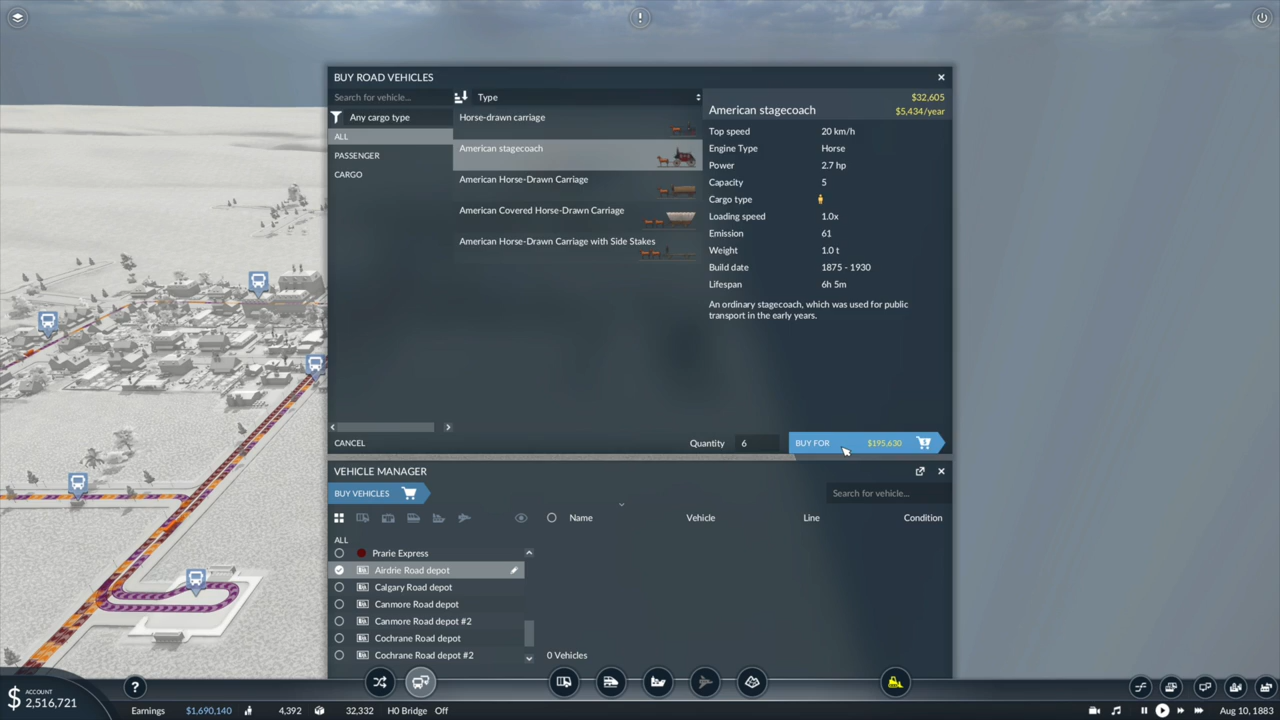 BUY ROAD VEHICLES
Search for vehicle...
Type
Any cargo type
ALL
PASSENGER
CARGO
Horse-drawn carriage
American stagecoach
American Horse-Drawn Carriage
American Covered Horse-Drawn Carriage
American Horse-Drawn Carriage with Side Stakes
American stagecoach
$32,605
$5,434/year
Top speed 20 km/h
Engine Type Horse
Power 2.7 hp
Capacity 5
Cargo type
Loading speed 1.0x
Emission 61
Weight 1.0 t
Build date 1875 - 1930
Lifespan 6h 5m
An ordinary stagecoach, which was used for public
transport in the early years.
CANCEL
Quantity 6
BUY FOR $195,630
VEHICLE MANAGER
BUY VEHICLES
Search for vehicle...
Name Vehicle Line Condition
ALL
Prarie Express
Airdrie Road depot
Calgary Road depot
Canmore Road depot
Canmore Road depot #2
Cochrane Road depot
Cochrane Road depot #2
0 Vehicles
$ ACCOUNT
2,516,721
?
Earnings $1,690,140 4,392 32,332 H0 Bridge Off
Aug 10, 1883